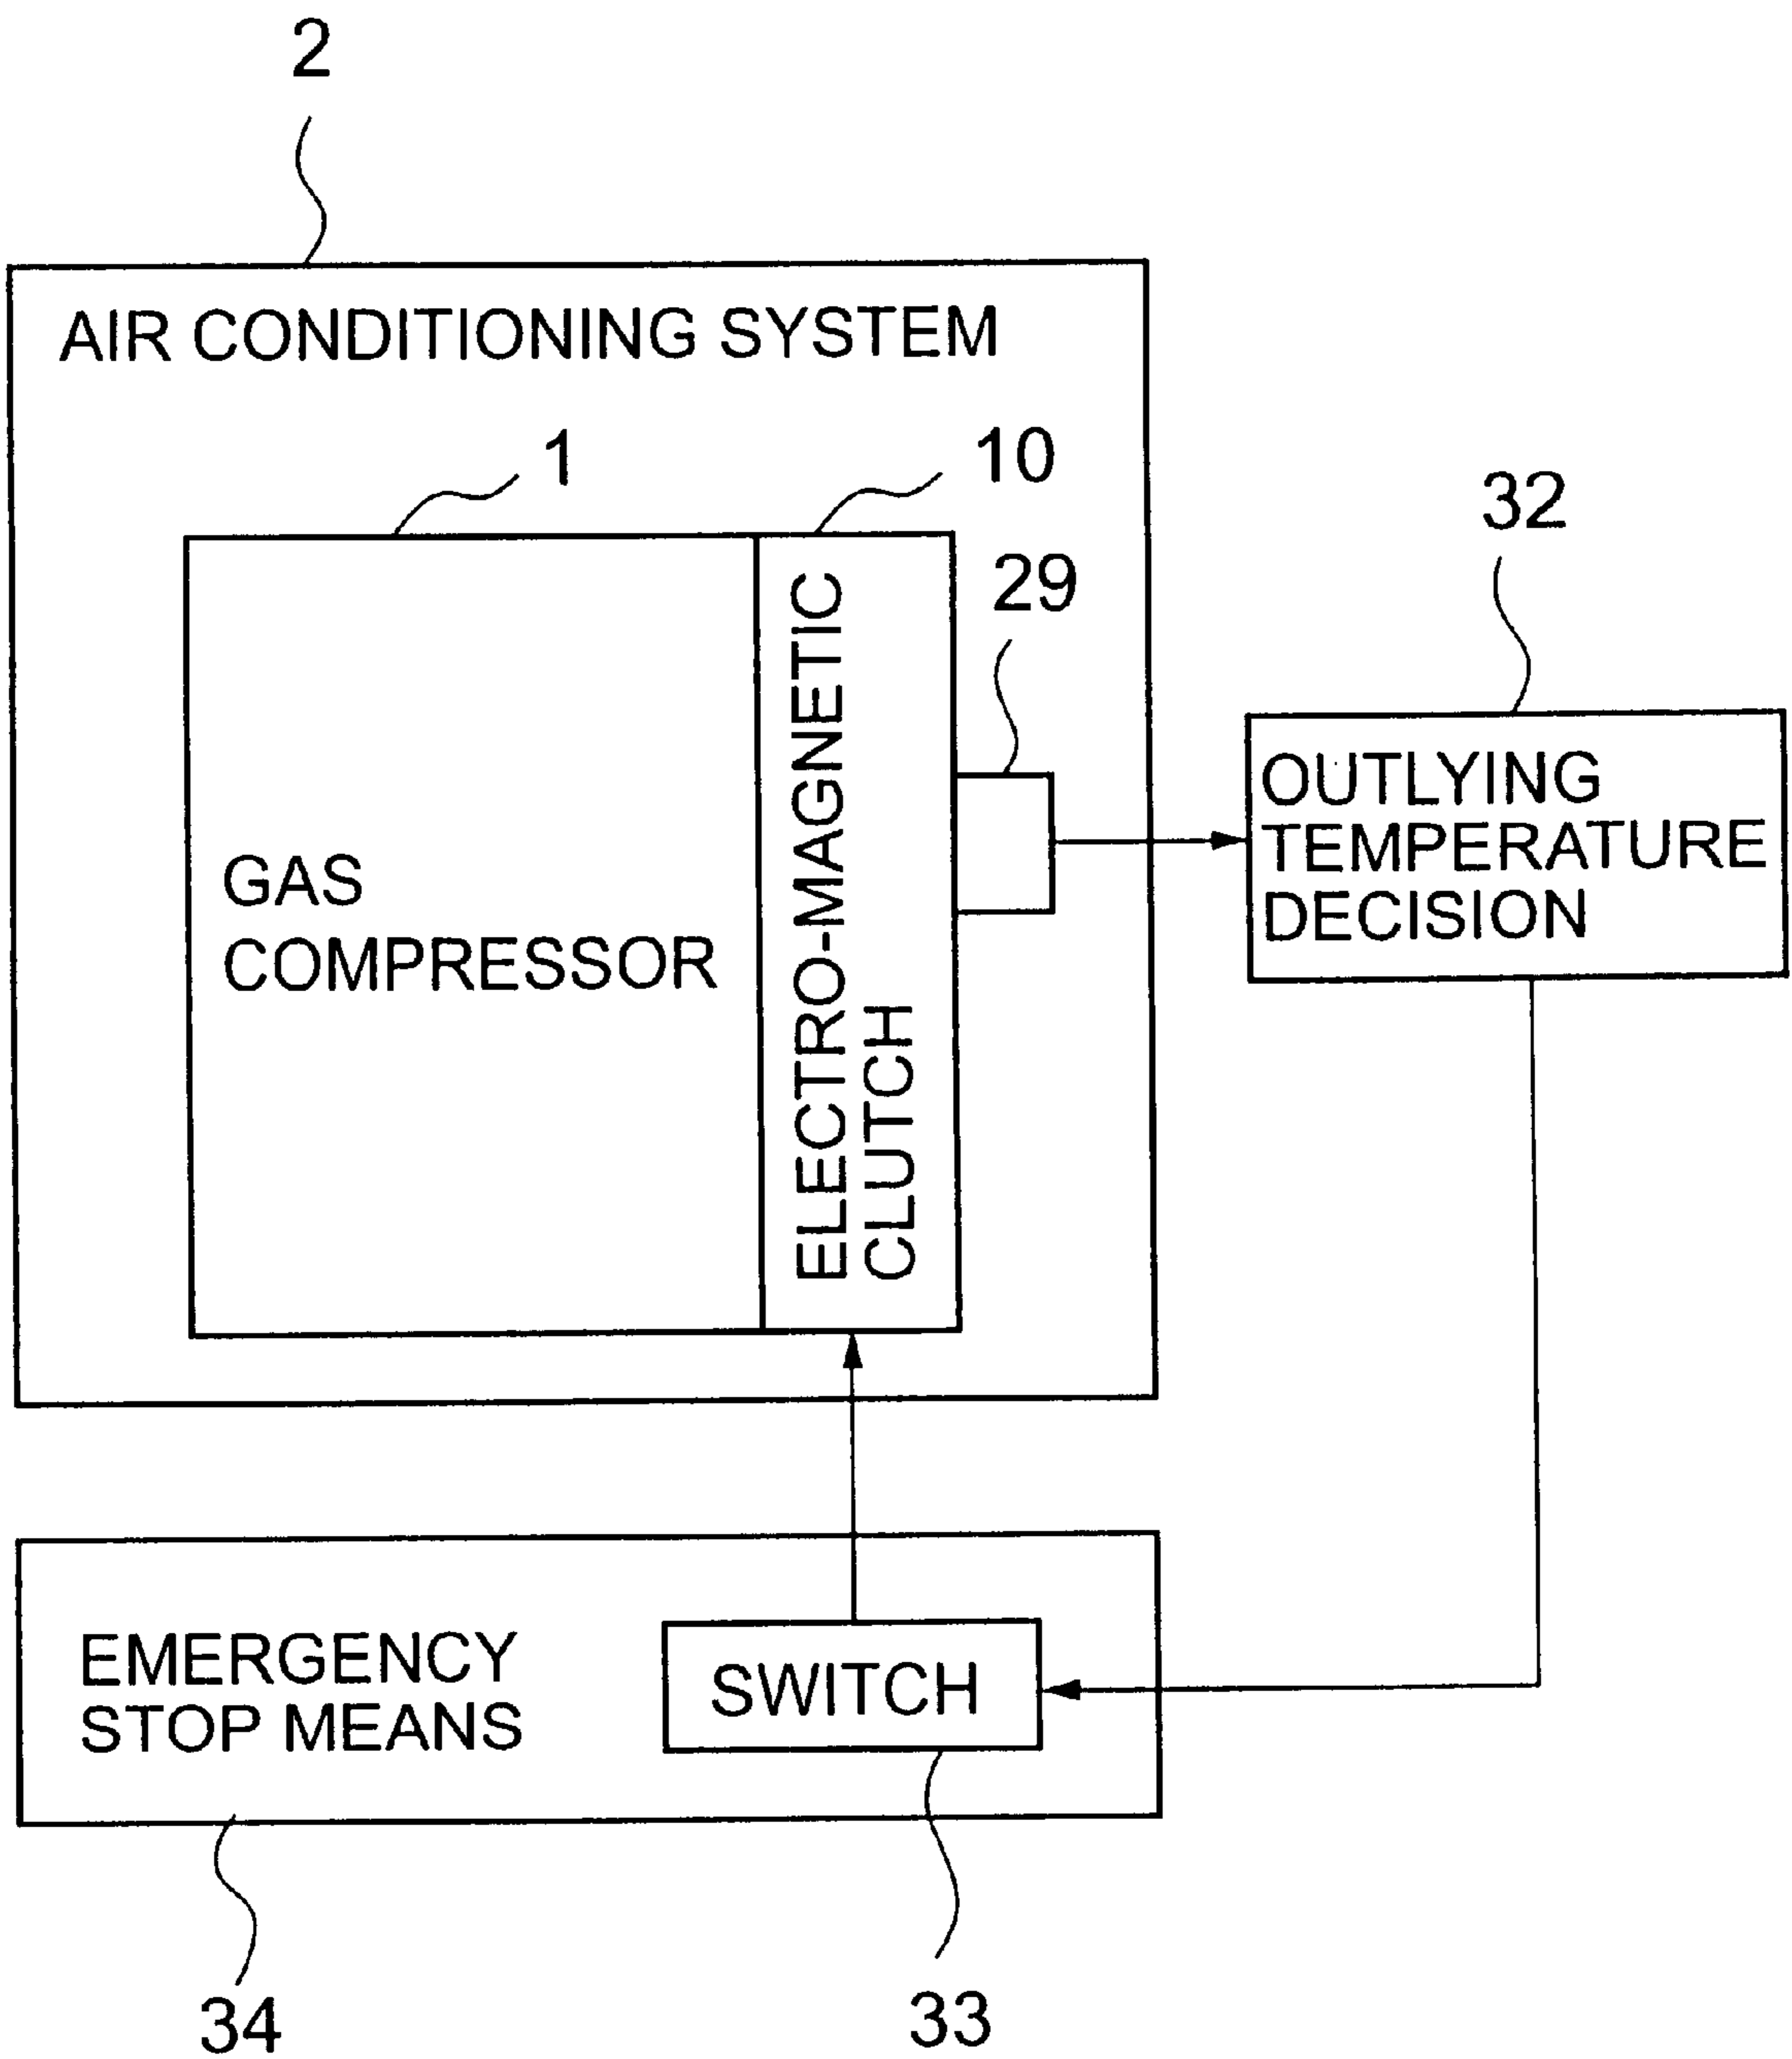 2
AIR CONDITIONING SYSTEM
1
10
29
32
GAS
COMPRESSOR
ELECTRO-MAGNETIC
CLUTCH
OUTLYING
TEMPERATURE
DECISION
EMERGENCY
STOP MEANS
SWITCH
34
33